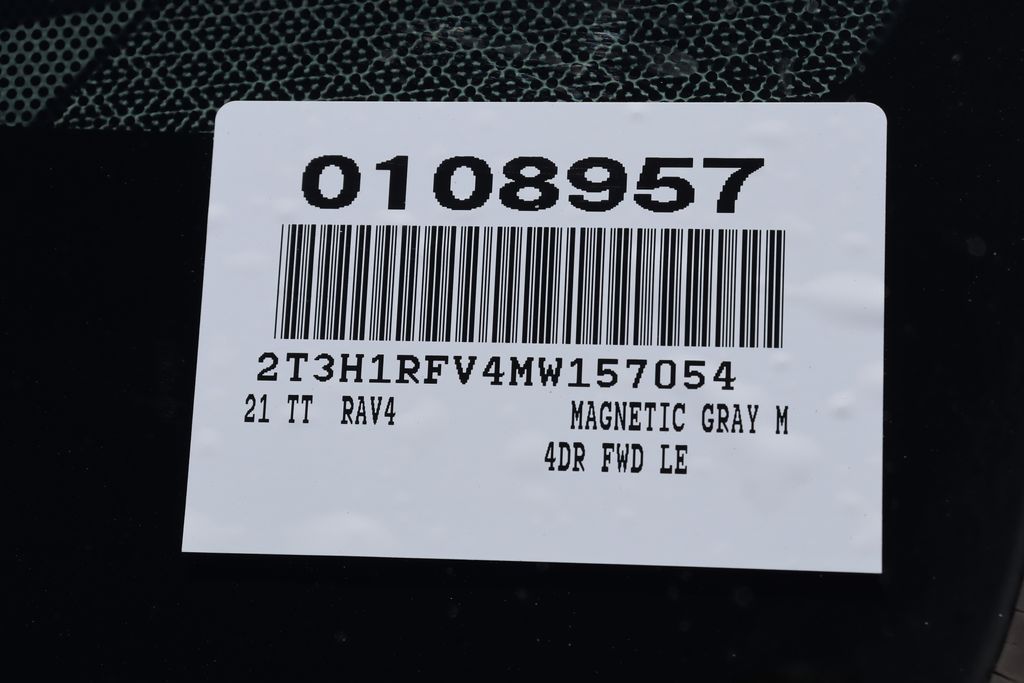 0108957
2T3H1RFV4MW157054
21 TT RAV4 MAGNETIC GRAY M
4DR FWD LE